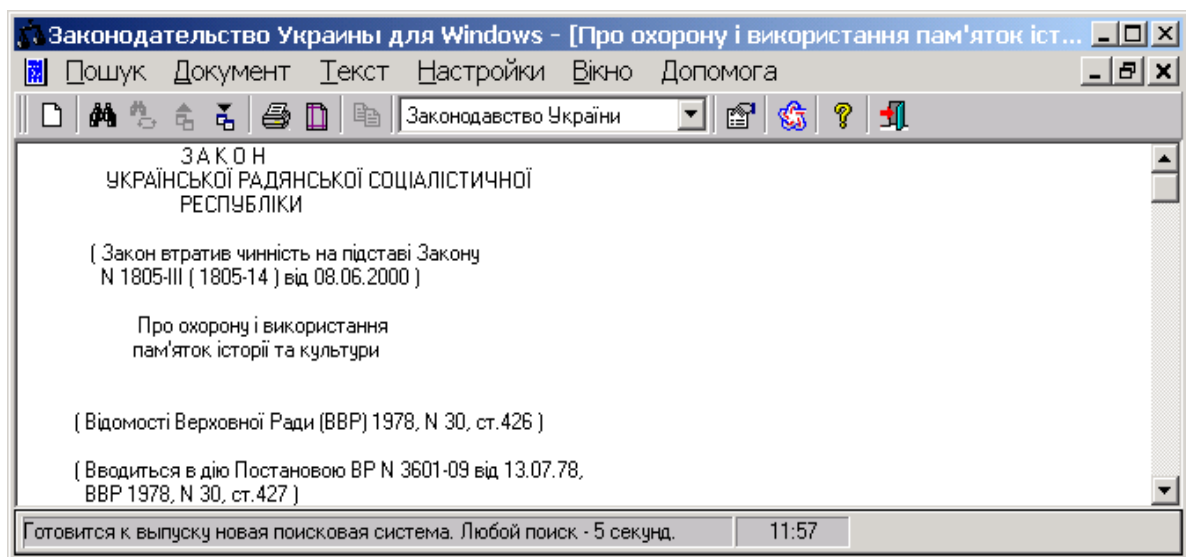 Законодательство Украины для Windows - [Про охорону і використання пам'яток іст...
Пошук Документ Текст Настройки Вікно Допомога
Законодавство України
З А К О Н
УКРАЇНСЬКОЇ РАДЯНСЬКОЇ СОЦІАЛІСТИЧНОЇ
РЕСПУБЛІКИ
( Закон втратив чинність на підставі Закону
N 1805-III ( 1805-14 ) від 08.06.2000 )
Про охорону і використання
пам'яток історії та культури
( Відомості Верховної Ради (ВВР) 1978, N 30, ст.426 )
( Вводиться в дію Постановою ВР N 3601-09 від 13.07.78,
ВВР 1978, N 30, ст.427 )
Готовится к выпуску новая поисковая система. Любой поиск - 5 секунд. 11:57